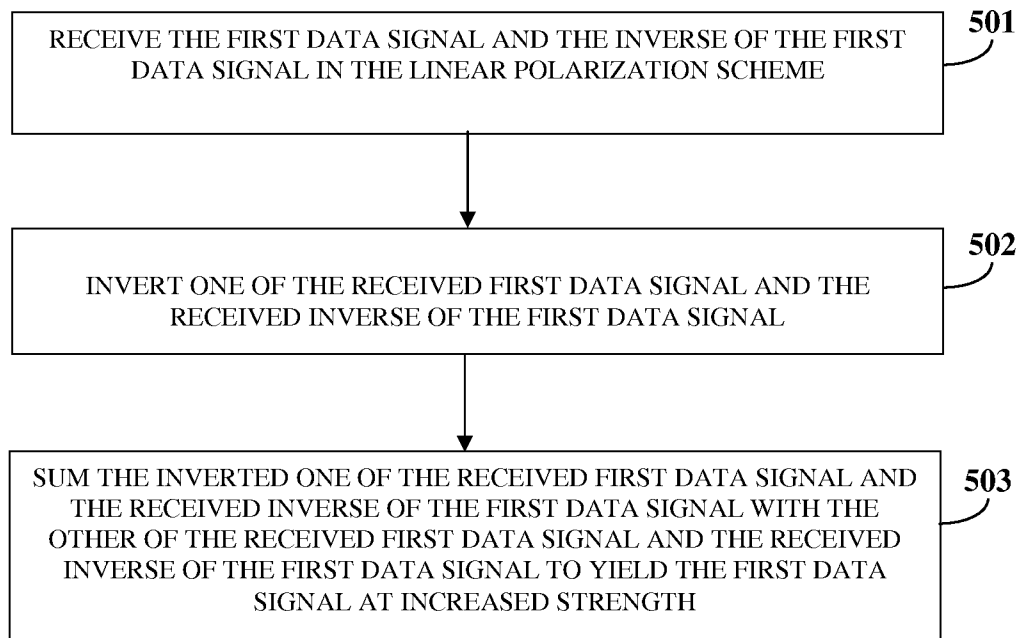 501
RECEIVE THE FIRST DATA SIGNAL AND THE INVERSE OF THE FIRST
DATA SIGNAL IN THE LINEAR POLARIZATION SCHEME
502
INVERT ONE OF THE RECEIVED FIRST DATA SIGNAL AND THE
RECEIVED INVERSE OF THE FIRST DATA SIGNAL
503
SUM THE INVERTED ONE OF THE RECEIVED FIRST DATA SIGNAL AND
THE RECEIVED INVERSE OF THE FIRST DATA SIGNAL WITH THE
OTHER OF THE RECEIVED FIRST DATA SIGNAL AND THE RECEIVED
INVERSE OF THE FIRST DATA SIGNAL TO YIELD THE FIRST DATA
SIGNAL AT INCREASED STRENGTH